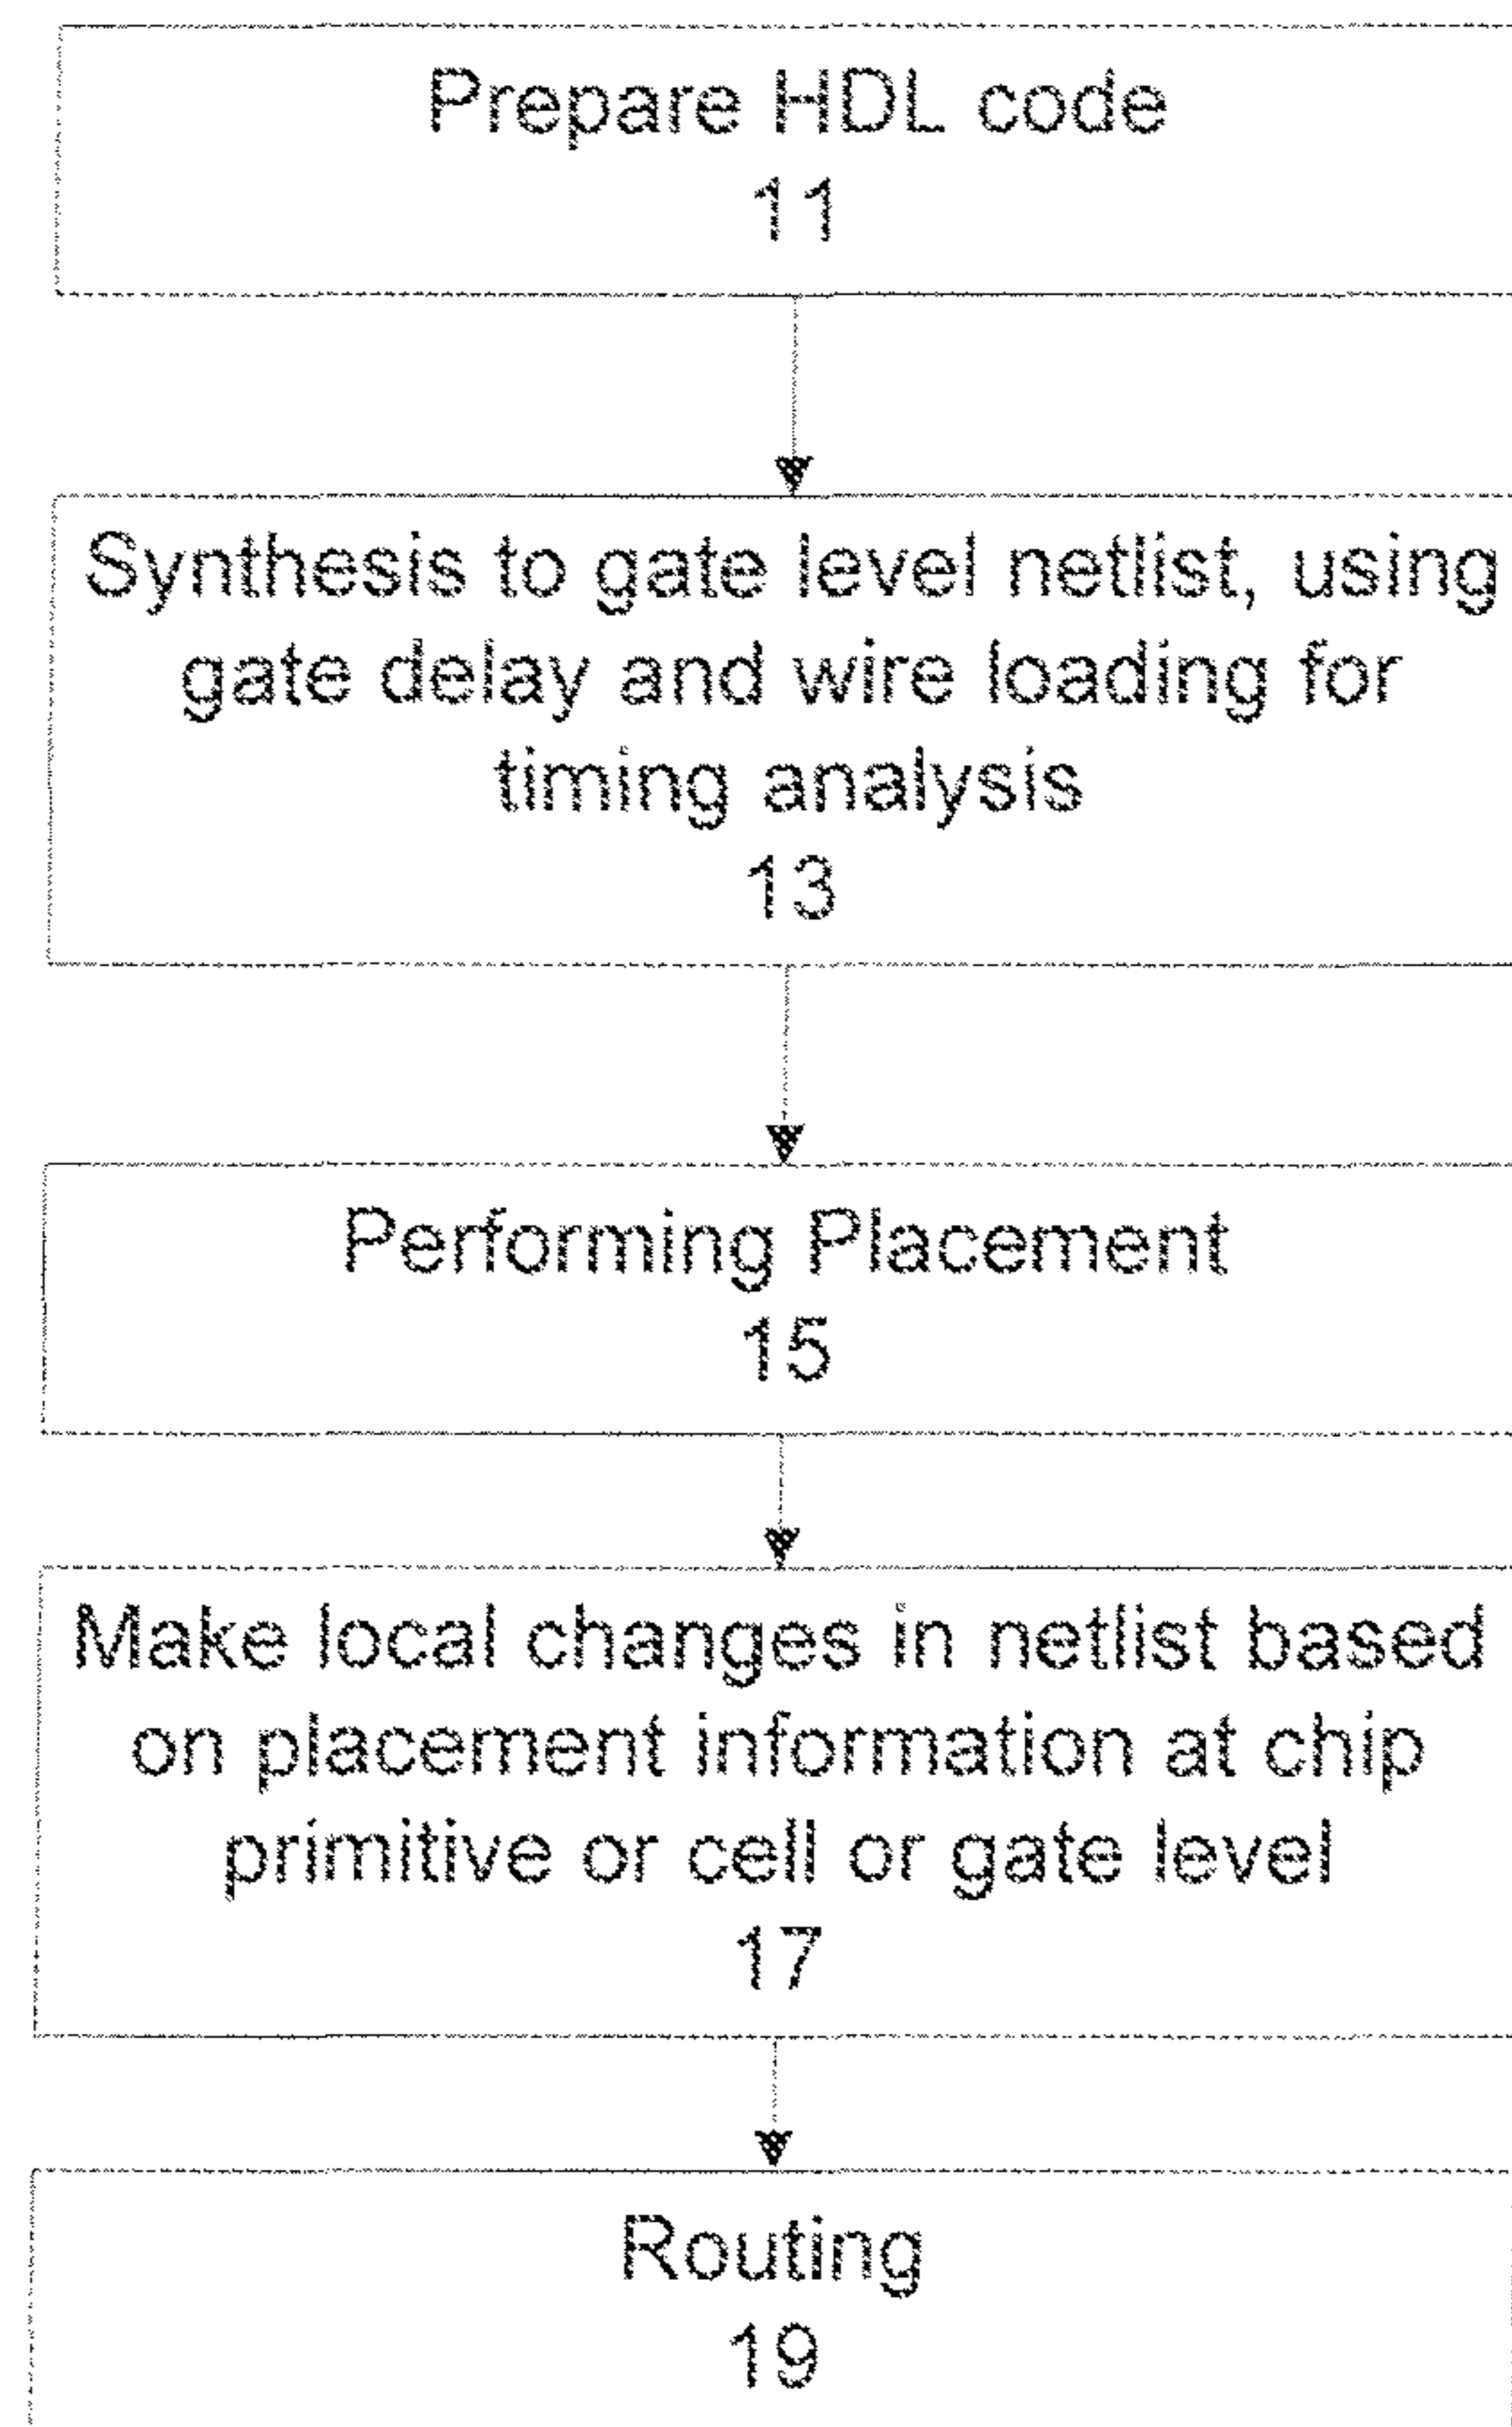 Prepare HDL code
11
Synthesis to gate level netlist, using
gate delay and wire loading for
timing analysis
13
Performing Placement
15
Make local changes in netlist based
on placement information at chip
primitive or cell or gate level
17
Routing
19